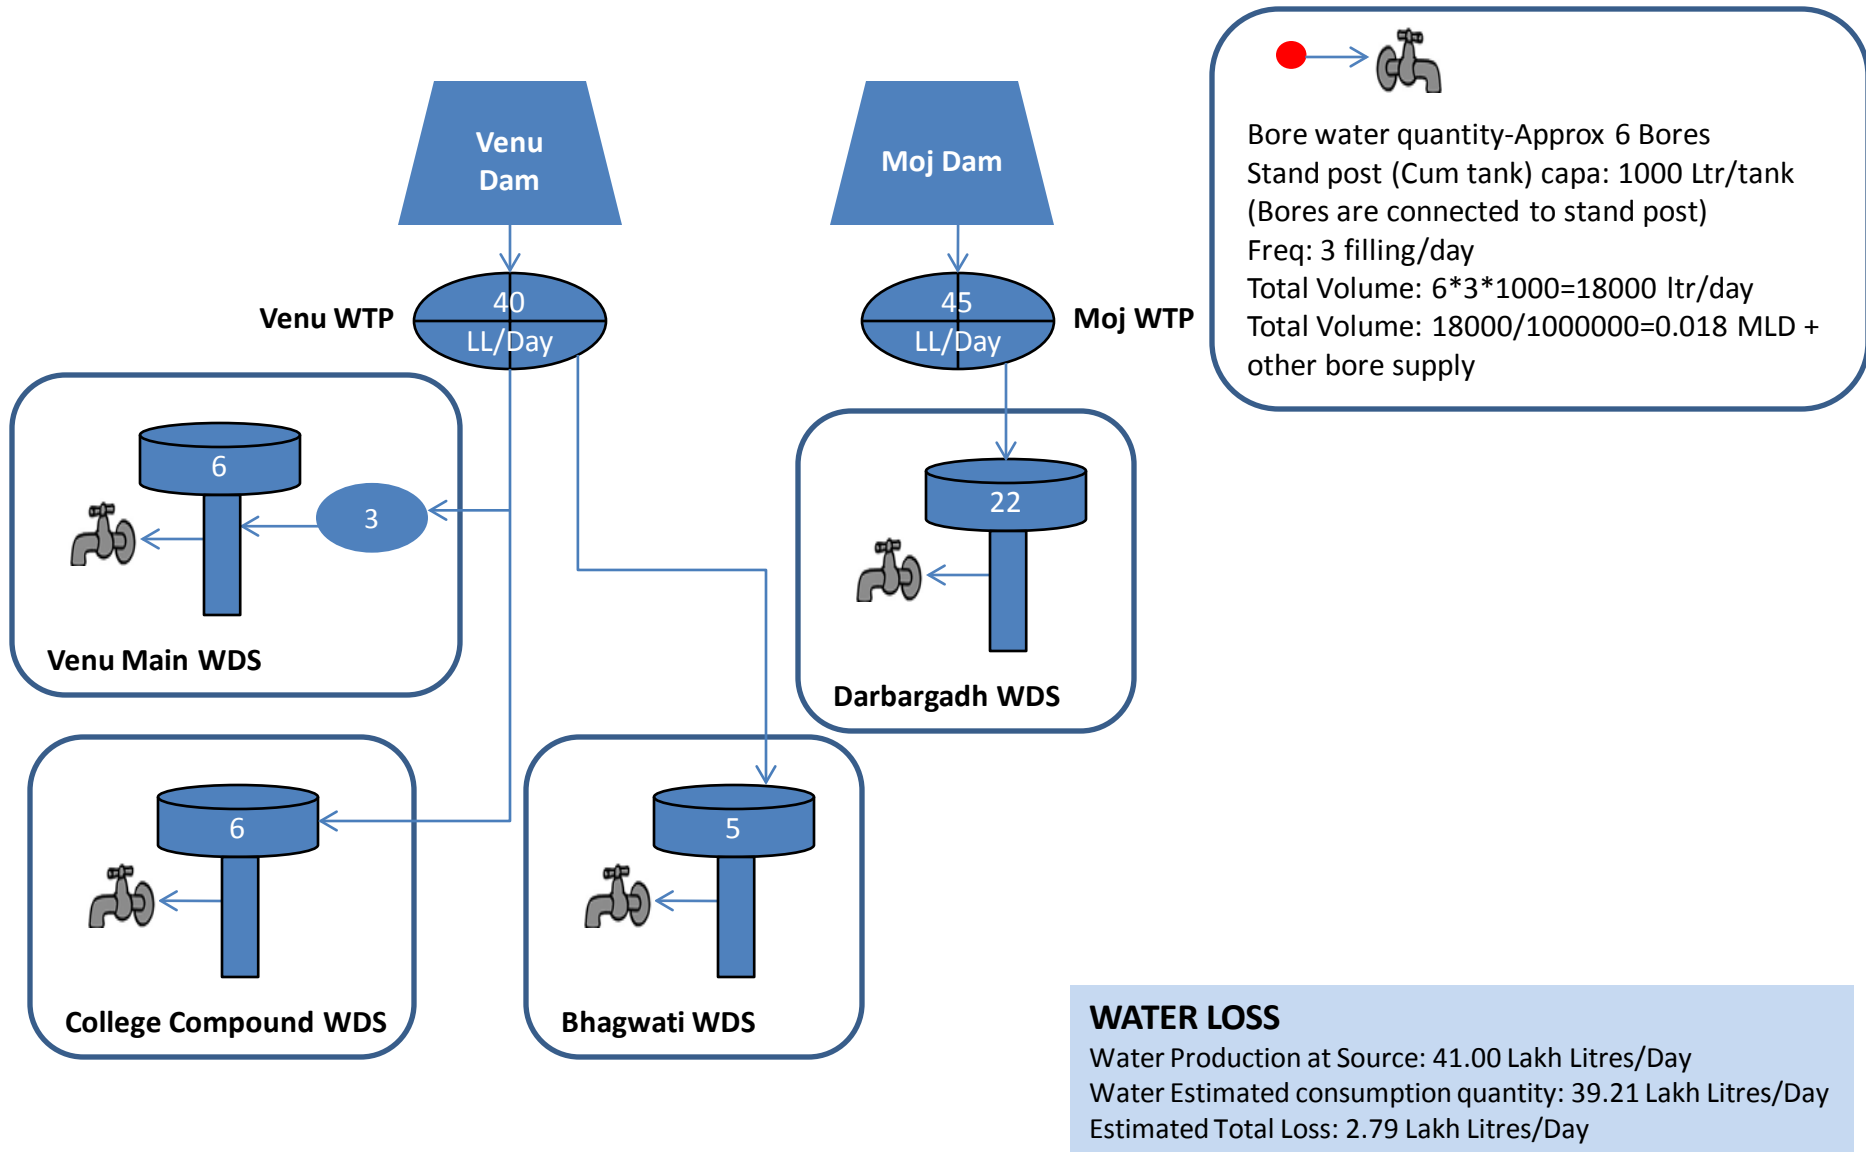 Venu
Dam
Moj Dam
Bore water quantity-Approx 6 Bores
Stand post (Cum tank) capa: 1000 Ltr/tank
(Bores are connected to stand post)
Freq: 3 filling/day
Total Volume: 6*3*1000=18000 ltr/day
Total Volume: 18000/1000000=0.018 MLD +
other bore supply
Venu WTP
40
LL/Day
45
LL/Day
Moj WTP
6
3
Venu Main WDS
22
Darbargadh WDS
6
College Compound WDS
5
Bhagwati WDS
WATER LOSS
Water Production at Source: 41.00 Lakh Litres/Day
Water Estimated consumption quantity: 39.21 Lakh Litres/Day
Estimated Total Loss: 2.79 Lakh Litres/Day